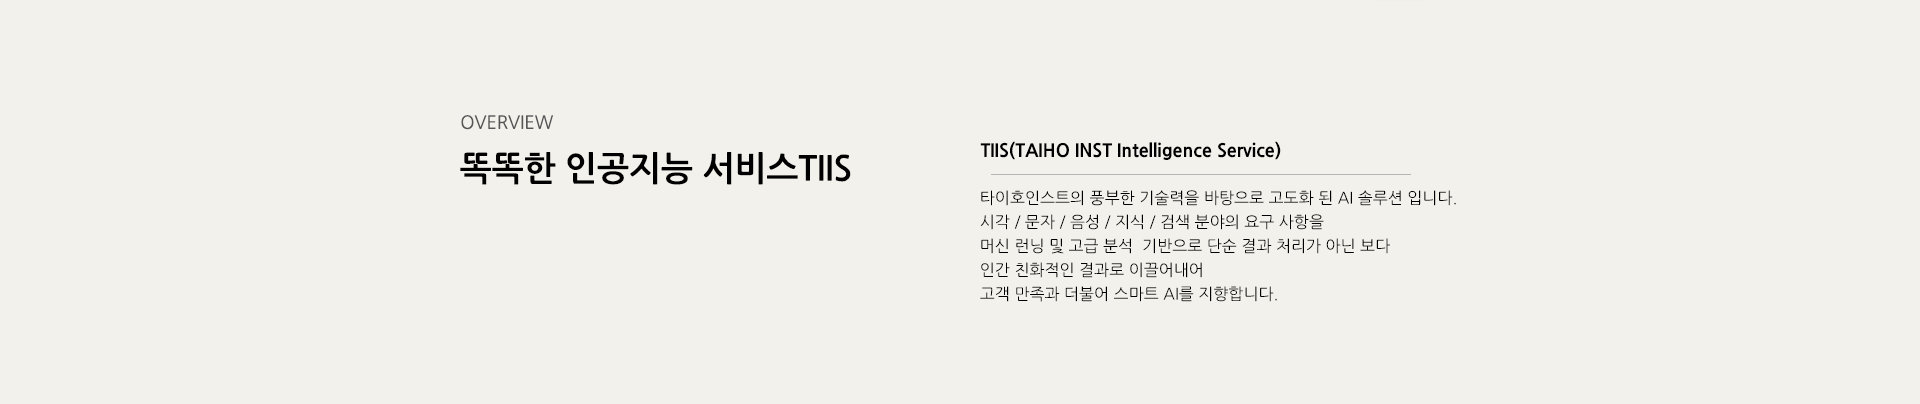 OVERVIEW
똑똑한 인공지능 서비스TIIS
TIIS(TAIHO INST Intelligence Service)
타이호인스트의 풍부한 기술력을 바탕으로 고도화 된 AI 솔루션 입니다.
시각 / 문자 / 음성 / 지식 / 검색 분야의 요구 사항을
머신 런닝 및 고급 분석  기반으로 단순 결과 처리가 아닌 보다
인간 친화적인 결과로 이끌어내어
고객 만족과 더불어 스마트 AI를 지향합니다.